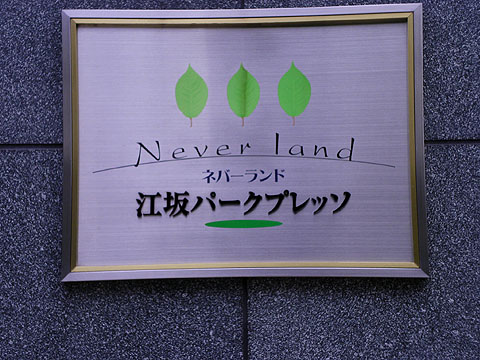 Never land
ネバーランド
江坂パークプレッソ